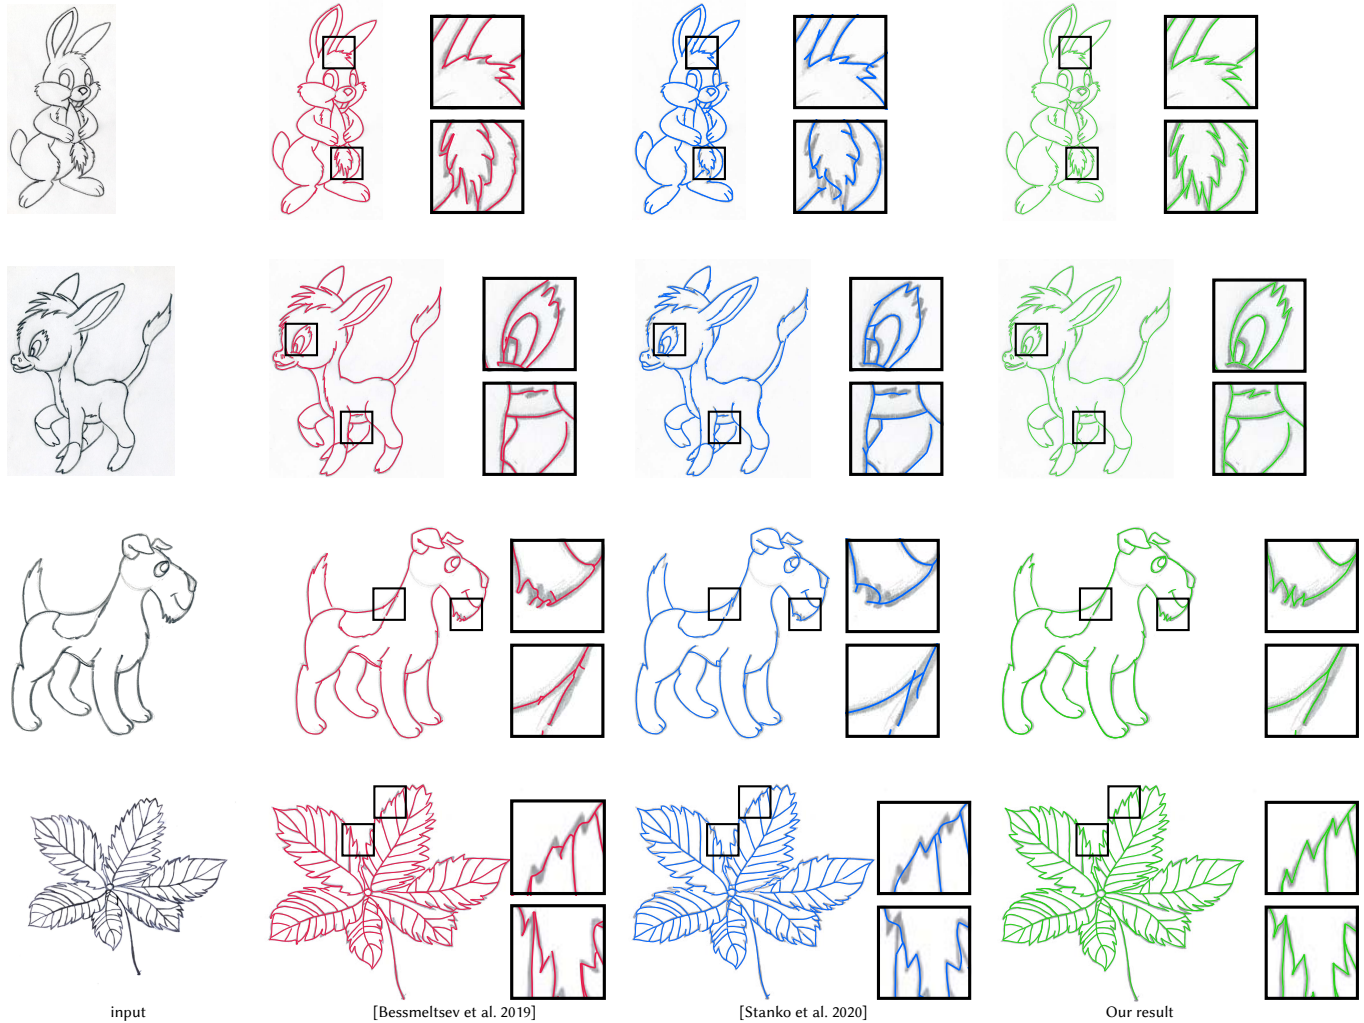 input
[Bessmeltsev et al. 2019]
[Stanko et al. 2020]
Our result